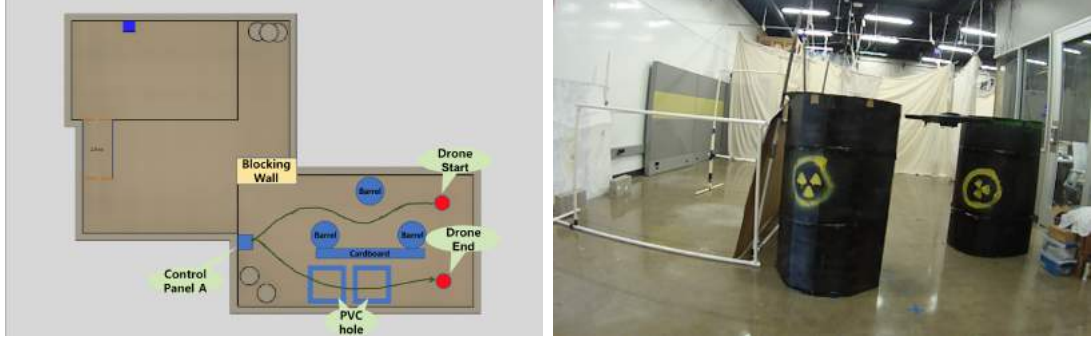 Blocking
Wall
Drone
Start
Barrel
Barrel
Barrel
Drone
End
Cardboard
Control
Panel A
PVC
hole